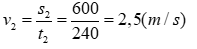 v₂ = s₂/t₂ = 600/240 = 2,5(m / s)